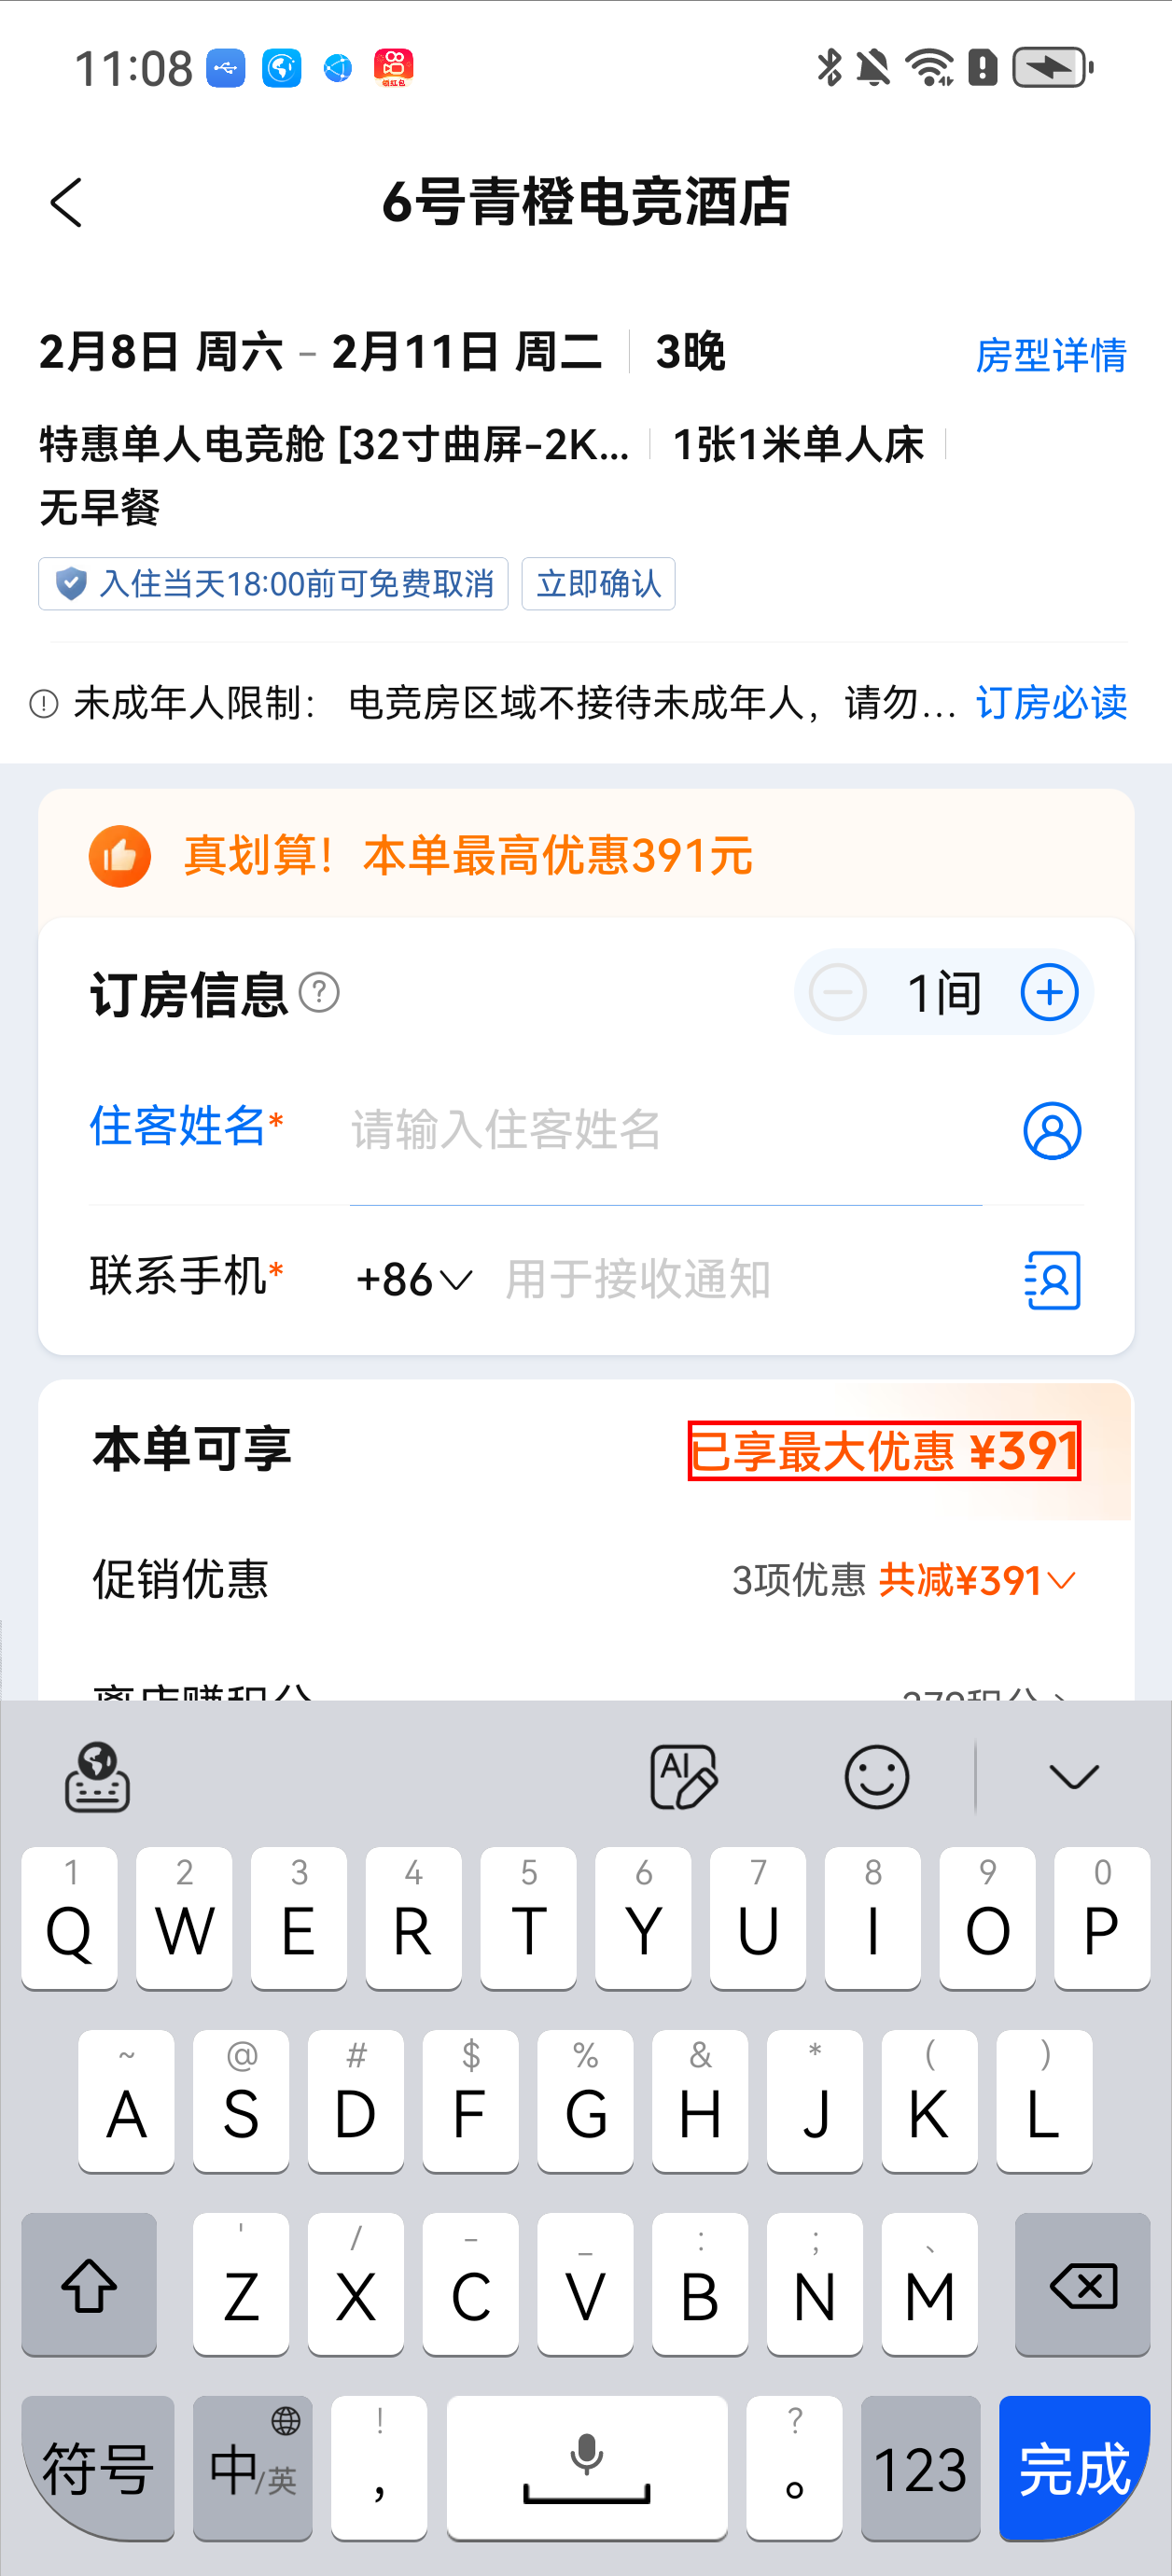 11:08
领红包
6号青橙电竞酒店
2月8日 周六 - 2月11日 周二 3晚 房型详情
特惠单人电竞舱 [32寸曲屏-2K... 1张1米单人床
无早餐
入住当天18:00前可免费取消 立即确认
未成年人限制： 电竞房区域不接待未成年人，请勿... 订房必读
真划算！本单最高优惠391元
订房信息 ? 1间
住客姓名* 请输入住客姓名
联系手机* +86 用于接收通知
本单可享 已享最大优惠 ¥391
促销优惠 3项优惠 共减¥391
AI
1 2 3 4 5 6 7 8 9 0
Q W E R T Y U I O P
~ @ # $ % & * ( )
A S D F G H J K L
' / - _ : ; 、
Z X C V B N M
符号 中/英 ! ， ? 。 123 完成